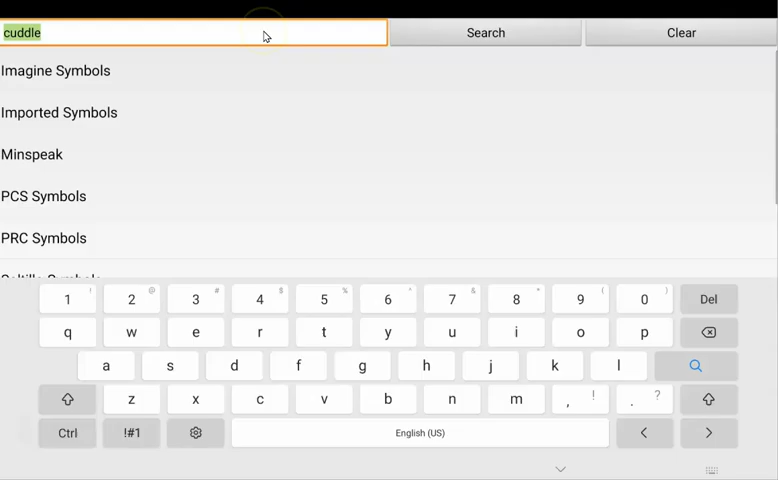 cuddle Search Clear
Imagine Symbols
Imported Symbols
Minspeak
PCS Symbols
PRC Symbols
1 ! 2 @ 3 # 4 $ 5 % 6 ^ 7 & 8 * 9 ( 0 ) Del
q w e r t y u i o p
a s d f g h j k l
z x c v b n m , ! . ?
Ctrl !#1 English (US) < >